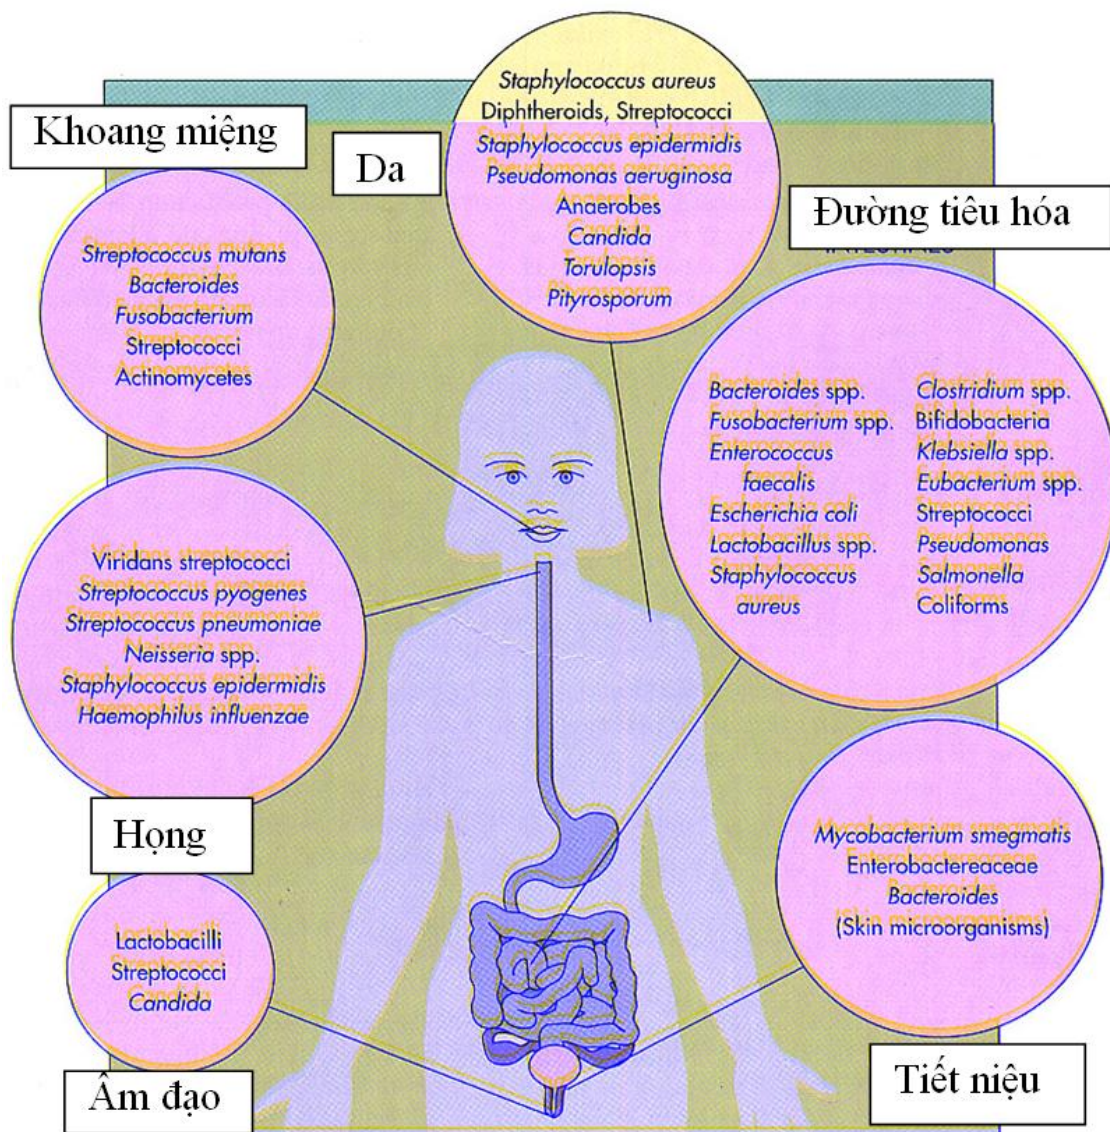 Khoang miệng
Streptococcus mutans
Bacteroides
Fusobacterium
Streptococci
Actinomycetes
Da
Staphylococcus aureus
Diphtheroids, Streptococci
Staphylococcus epidermidis
Pseudomonas aeruginosa
Anaerobes
Candida
Torulopsis
Pityrosporum
Đường tiêu hóa
INTESTINES
Bacteroides spp.
Fusobacterium spp.
Enterococcus
faecalis
Escherichia coli
Lactobacillus spp.
Staphylococcus
aureus
Clostridium spp.
Bifidobacteria
Klebsiella spp.
Eubacterium spp.
Streptococci
Pseudomonas
Salmonella
Coliforms
Viridans streptococci
Streptococcus pyogenes
Streptococcus pneumoniae
Neisseria spp.
Staphylococcus epidermidis
Haemophilus influenzae
Họng
Lactobacilli
Streptococci
Candida
Âm đạo
Mycobacterium smegmatis
Enterobactereaceae
Bacteroides
(Skin microorganisms)
Tiết niệu